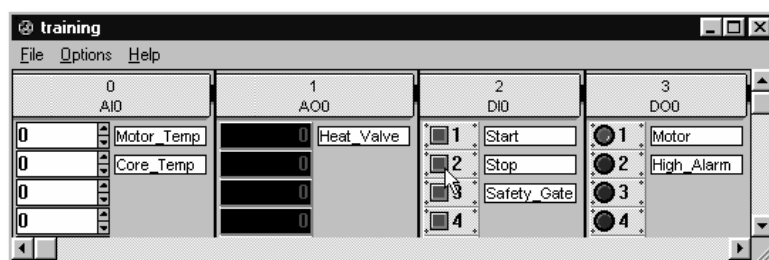 training
File Options Help
0 1 2 3
AI0 AO0 DI0 DO0
0 Motor_Temp 0 Heat_Valve 1 Start 1 Motor
0 Core_Temp 0 2 Stop 2 High_Alarm
0 0 3 Safety_Gate 3
0 0 4 4